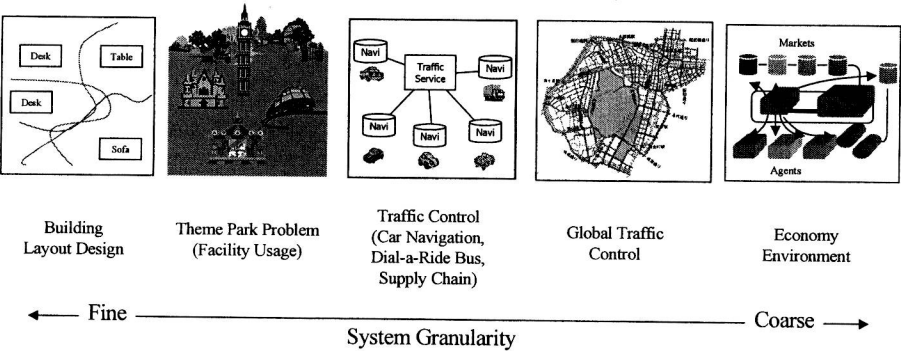 Desk
Table
Desk
Sofa
Navi
Traffic
Service
Navi
Navi
Navi
Navi
Markets
Agents
Building
Layout Design
Theme Park Problem
(Facility Usage)
Traffic Control
(Car Navigation,
Dial-a-Ride Bus,
Supply Chain)
Global Traffic
Control
Economy
Environment
Fine
Coarse
System Granularity